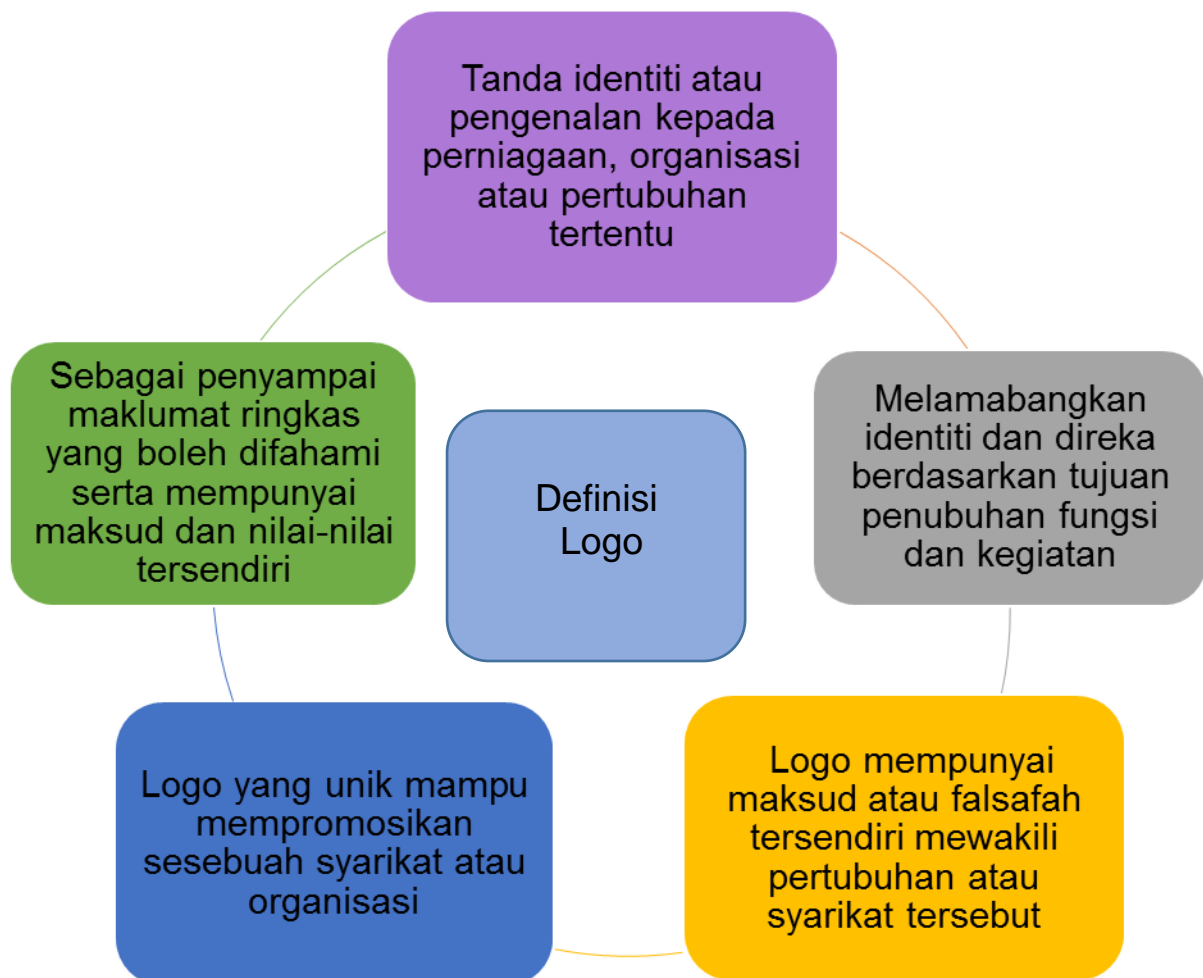 Tanda identiti atau
pengenalan kepada
perniagaan, organisasi
atau pertubuhan
tertentu
Melamabangkan
identiti dan direka
berdasarkan tujuan
penubuhan fungsi
dan kegiatan
Logo mempunyai
maksud atau falsafah
tersendiri mewakili
pertubuhan atau
syarikat tersebut
Logo yang unik mampu
mempromosikan
sesebuah syarikat atau
organisasi
Sebagai penyampai
maklumat ringkas
yang boleh difahami
serta mempunyai
maksud dan nilai-nilai
tersendiri
Definisi
Logo